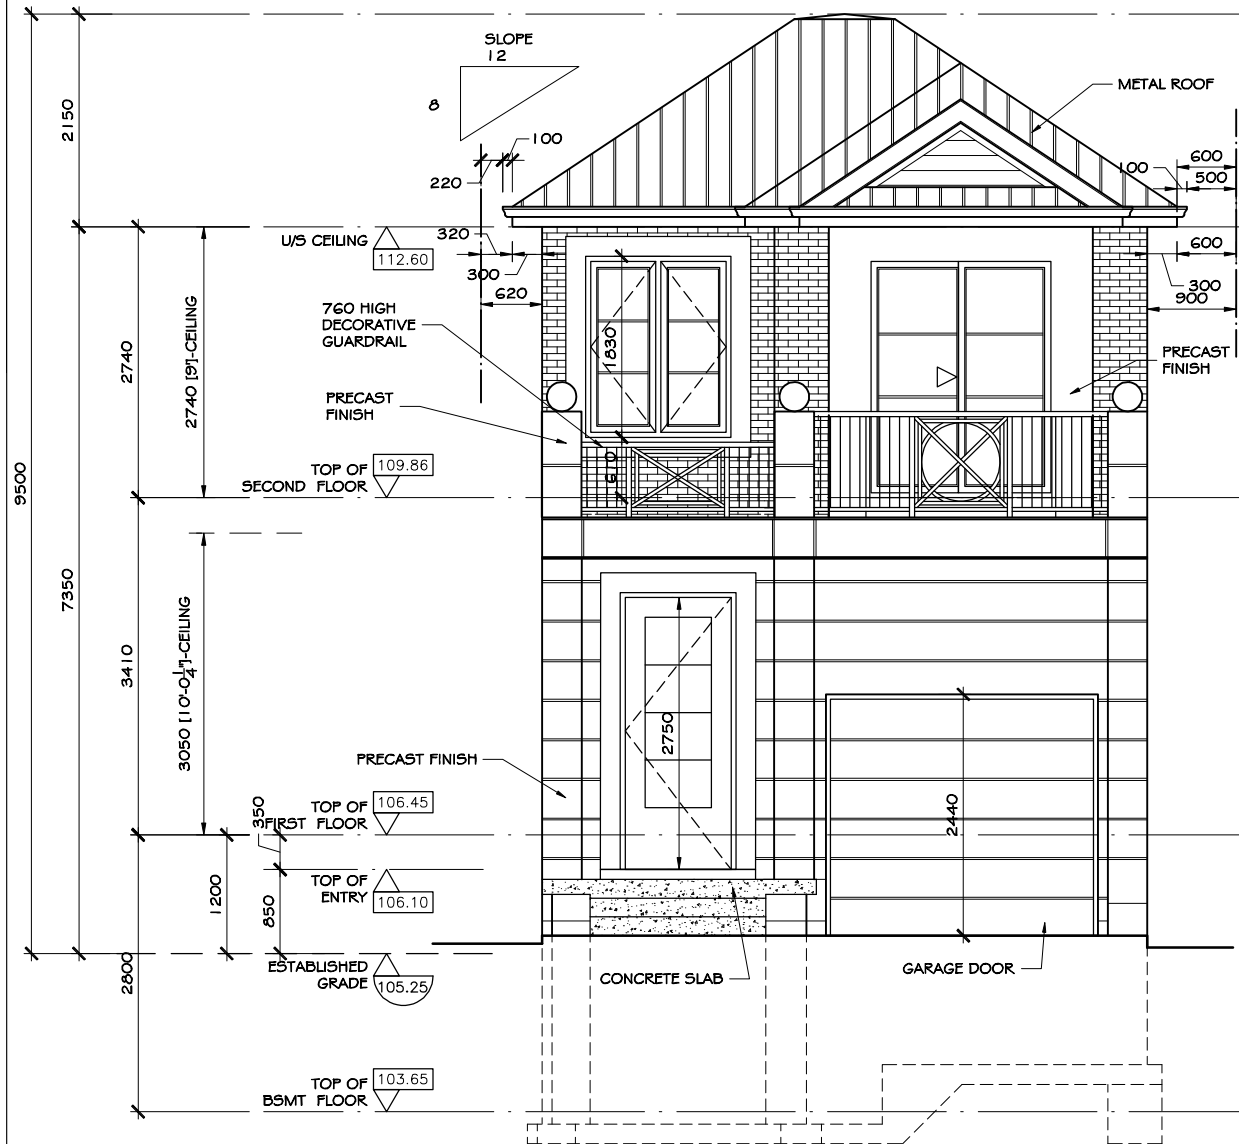 SLOPE
12
8
METAL ROOF
100
220
2150
100
600
500
U/S CEILING
112.60
320
300
620
600
300
900
760 HIGH
DECORATIVE
GUARDRAIL
1830
PRECAST
FINISH
2740
2740 [9']-CEILING
PRECAST
FINISH
9500
TOP OF
SECOND FLOOR
109.86
610
7350
3410
3050 [10'-0¼"]-CEILING
2750
PRECAST FINISH
TOP OF
FIRST FLOOR
106.45
350
2440
1200
850
TOP OF
ENTRY
106.10
2800
ESTABLISHED
GRADE
105.25
CONCRETE SLAB
GARAGE DOOR
TOP OF
BSMT FLOOR
103.65